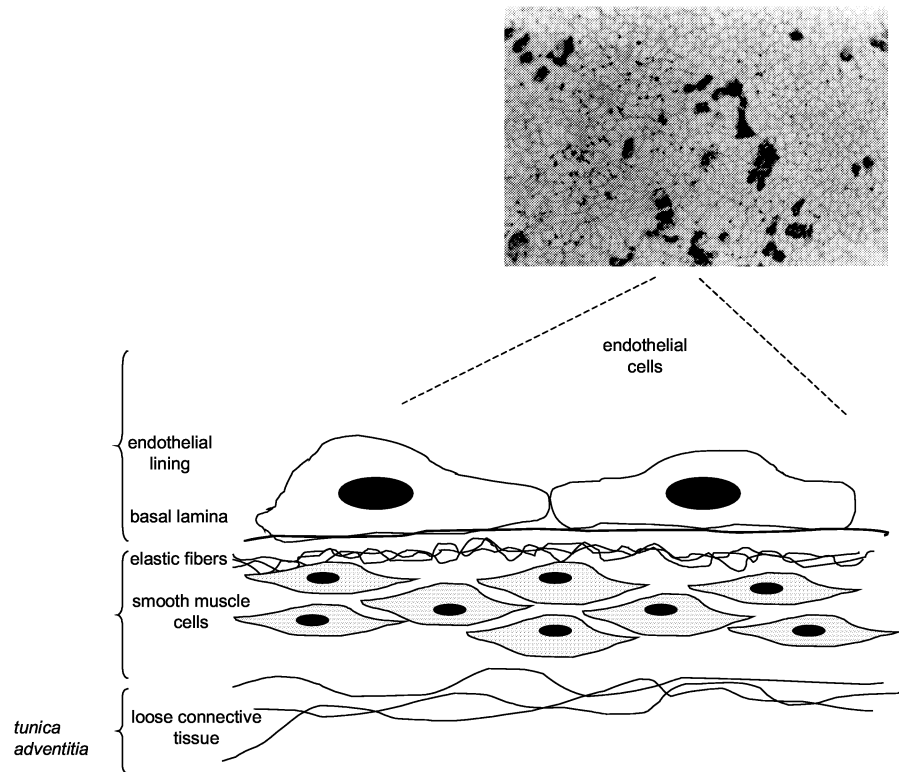 endothelial
cells
endothelial
lining
basal lamina
elastic fibers
smooth muscle
cells
tunica
adventitia
loose connective
tissue